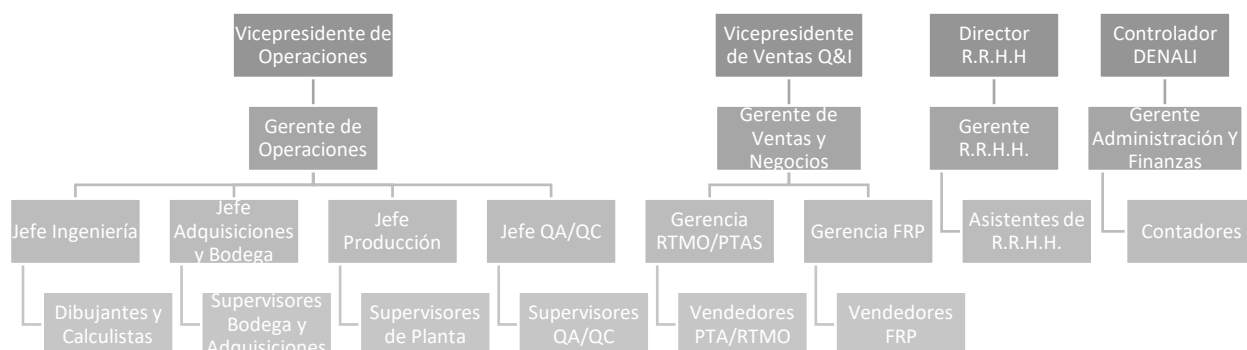 Vicepresidente de
Operaciones
Vicepresidente
de Ventas Q&I
Director
R.R.H.H
Controlador
DENALI
Gerente de
Operaciones
Gerente de
Ventas y
Negocios
Gerente
R.R.H.H.
Gerente
Administración Y
Finanzas
Jefe Ingeniería
Jefe
Adquisiciones
y Bodega
Jefe
Producción
Jefe QA/QC
Gerencia
RTMO/PTAS
Gerencia FRP
Asistentes de
R.R.H.H.
Contadores
Dibujantes y
Calculistas
Supervisores
Bodega y
Adquisiciones
Supervisores
de Planta
Supervisores
QA/QC
Vendedores
PTA/RTMO
Vendedores
FRP